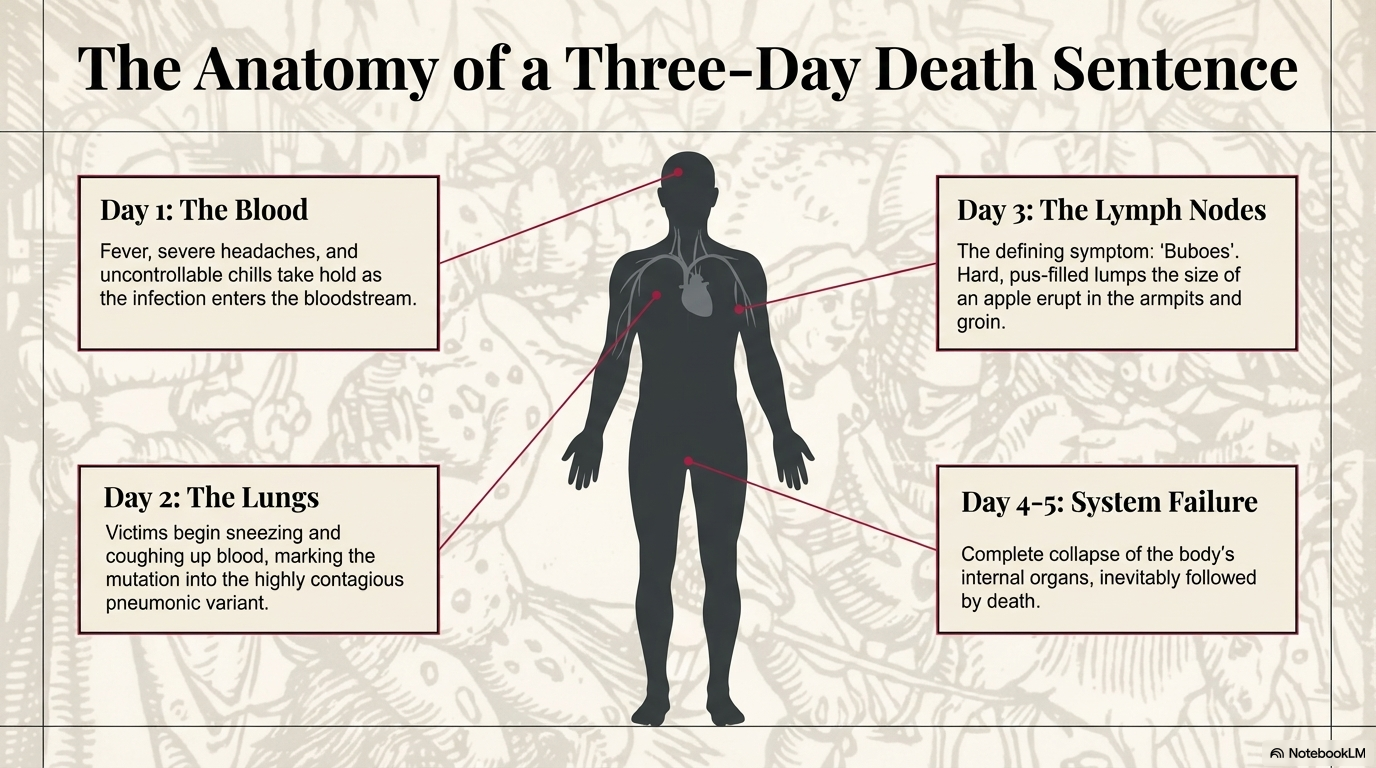 The Anatomy of a Three-Day Death Sentence
Day 1: The Blood
Fever, severe headaches, and
uncontrollable chills take hold as
the infection enters the bloodstream.
Day 2: The Lungs
Victims begin sneezing and
coughing up blood, marking the
mutation into the highly contagious
pneumonic variant.
Day 3: The Lymph Nodes
The defining symptom: ‘Buboes’.
Hard, pus-filled lumps the size of
an apple erupt in the armpits and
groin.
Day 4-5: System Failure
Complete collapse of the body's
internal organs, inevitably followed
by death.
NotebookLM